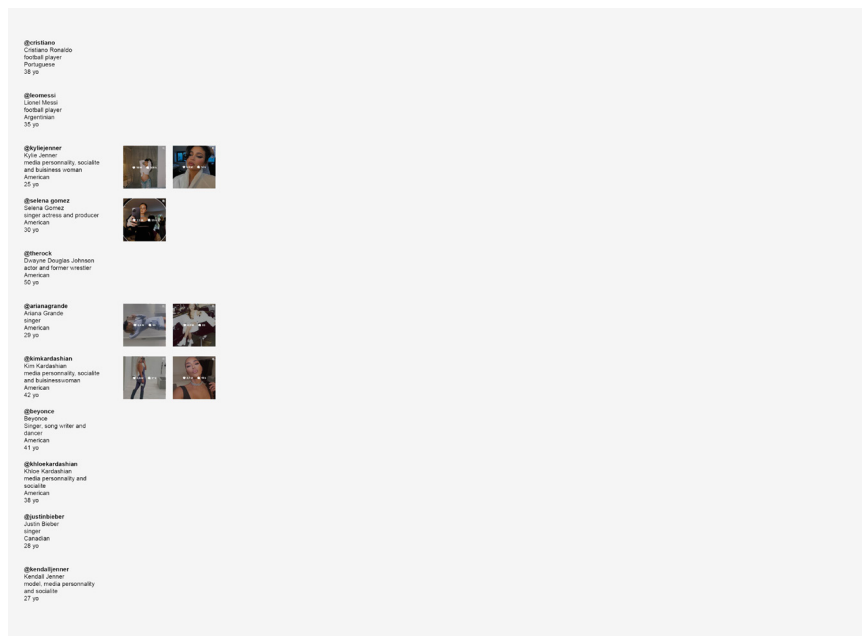 @cristiano
Cristiano Ronaldo
football player
Portuguese
38 yo
@leomessi
Lionel Messi
football player
Argentinian
35 yo
@kyliejenner
Kylie Jenner
media personnality, socialite
and buisiness woman
American
25 yo
@selena gomez
Selena Gomez
singer actress and producer
American
30 yo
@therock
Dwayne Douglas Johnson
actor and former wrestler
American
50 yo
@arianagrande
Ariana Grande
singer
American
29 yo
@kimkardashian
Kim Kardashian
media personnality, socialite
and buisinesswoman
American
42 yo
@beyonce
Beyonce
Singer, song writer and
dancer
American
41 yo
@khloekardashian
Khloe Kardashian
media personnality and
socialite
American
38 yo
@justinbieber
Justin Bieber
singer
Canadian
28 yo
@kendalljenner
Kendall Jenner
model, media personnality
and socialite
27 yo